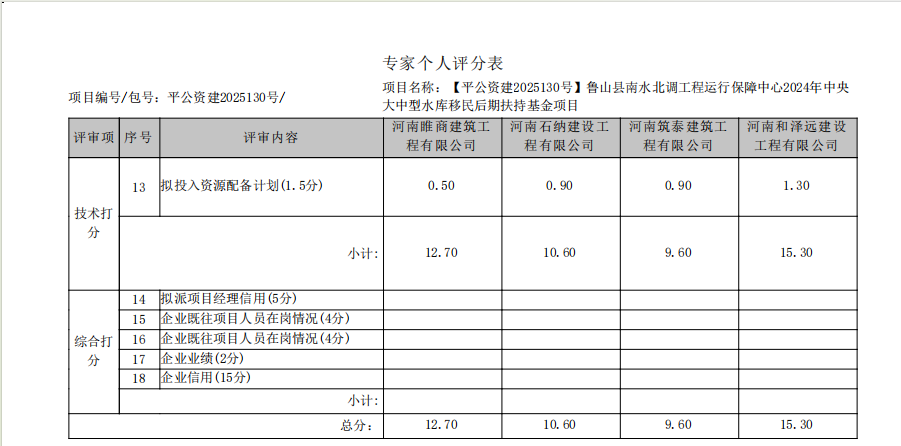 专家个人评分表
项目编号/包号：平公资建2025130号/
项目名称：【平公资建2025130号】鲁山县南水北调工程运行保障中心2024年中央
大中型水库移民后期扶持基金项目
评审项 序号 评审内容 河南睢商建筑工程有限公司 河南石纳建设工程有限公司 河南筑泰建筑工程有限公司 河南和泽远建设工程有限公司
技术打分
13 拟投入资源配备计划(1.5分) 0.50 0.90 0.90 1.30
小计: 12.70 10.60 9.60 15.30
综合打分
14 拟派项目经理信用(5分)
15 企业既往项目人员在岗情况(4分)
16 企业既往项目人员在岗情况(4分)
17 企业业绩(2分)
18 企业信用(15分)
小计:
总分: 12.70 10.60 9.60 15.30